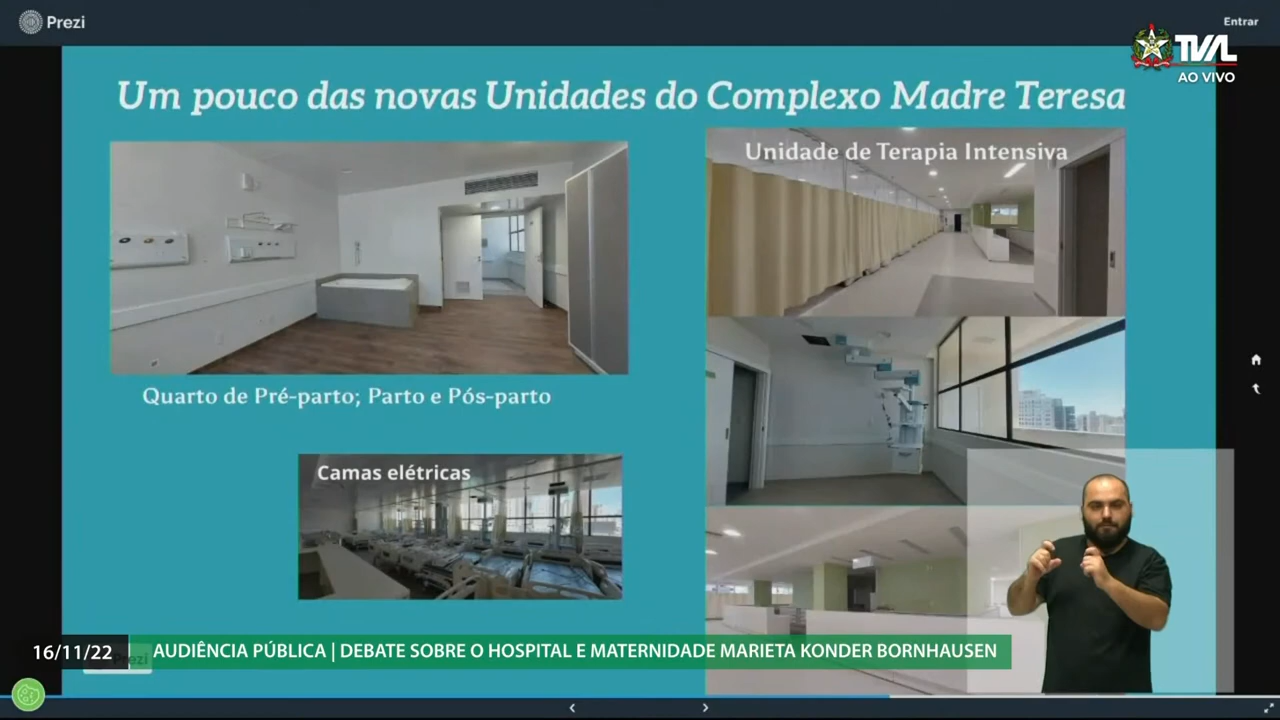 Prezi
Entrar
TVAL
AO VIVO
Um pouco das novas Unidades do Complexo Madre Teresa
Unidade de Terapia Intensiva
Quarto de Pré-parto; Parto e Pós-parto
Camas elétricas
16/11/22
AUDIÊNCIA PÚBLICA | DEBATE SOBRE O HOSPITAL E MATERNIDADE MARIETA KONDER BORNHAUSEN
Prezi